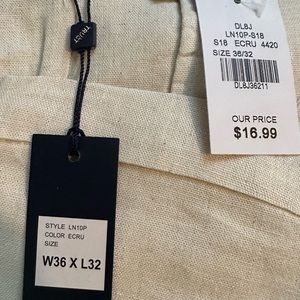 DL8J
LN10P-S18
S18 ECRU 4420
SIZE 36/32
DL8J36211
OUR PRICE
$16.99
STYLE LN10P
COLOR ECRU
SIZE
W36 X L32